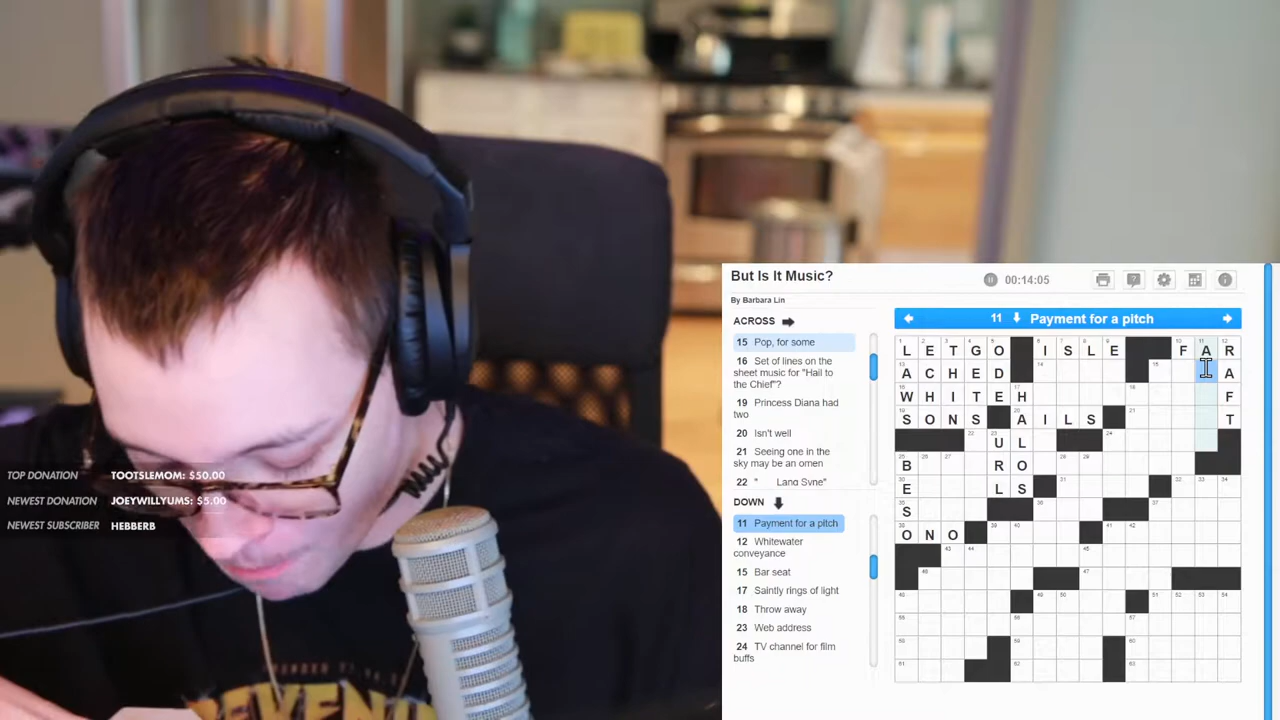 TOP DONATION TOOTSLEMOM: $50.00
NEWEST DONATION JOEYWILLYUMS: $5.00
NEWEST SUBSCRIBER HEBBERB
REVEN
But Is It Music?
00:14:05
By Barbara Lin
ACROSS
15 Pop, for some
16 Set of lines on the
sheet music for "Hail to
the Chief"?
19 Princess Diana had
two
20 Isn't well
21 Seeing one in the
sky may be an omen
22 "___ Lang Syne"
DOWN
11 Payment for a pitch
12 Whitewater
conveyance
15 Bar seat
17 Saintly rings of light
18 Throw away
23 Web address
24 TV channel for film
buffs
11 Payment for a pitch
L E T G O I S L E F A R
A C H E D A
W H I T E H F
S O N S A I L S T
U L
B R O
E L S
S
O N O